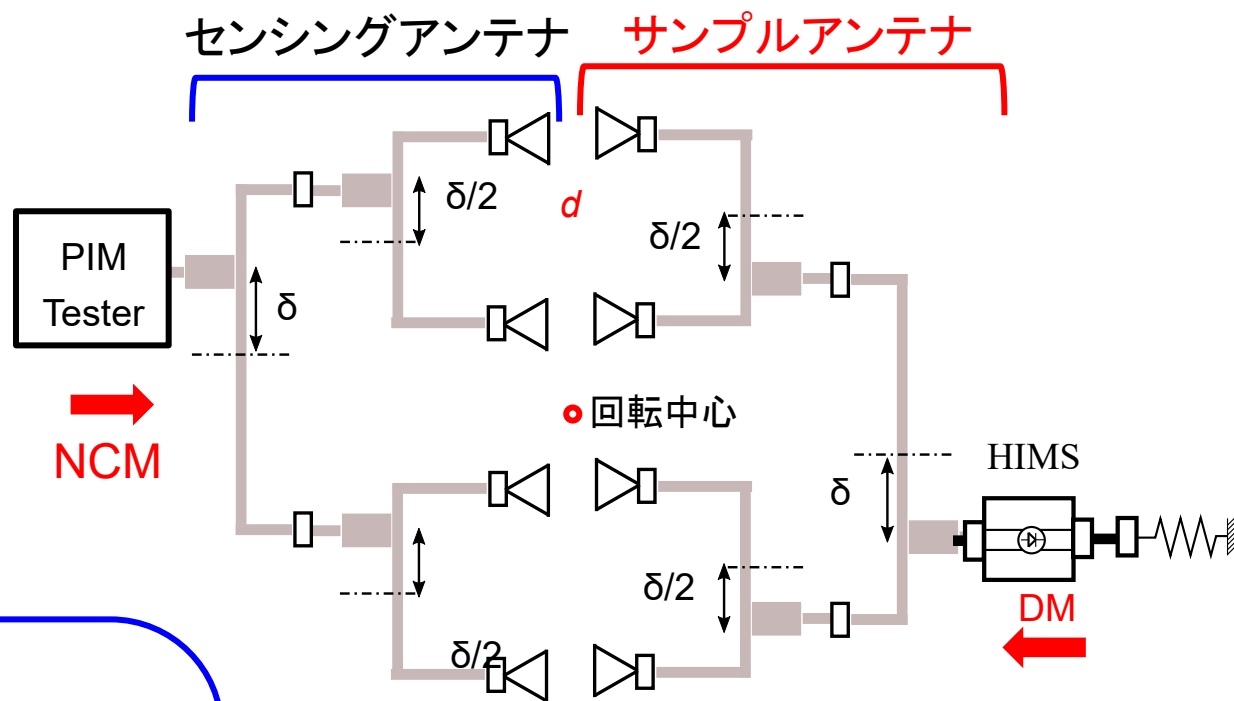 センシングアンテナ
サンプルアンテナ
δ/2
d
δ/2
PIM
Tester
δ
NCM
回転中心
HIMS
δ
δ/2
DM
δ/2